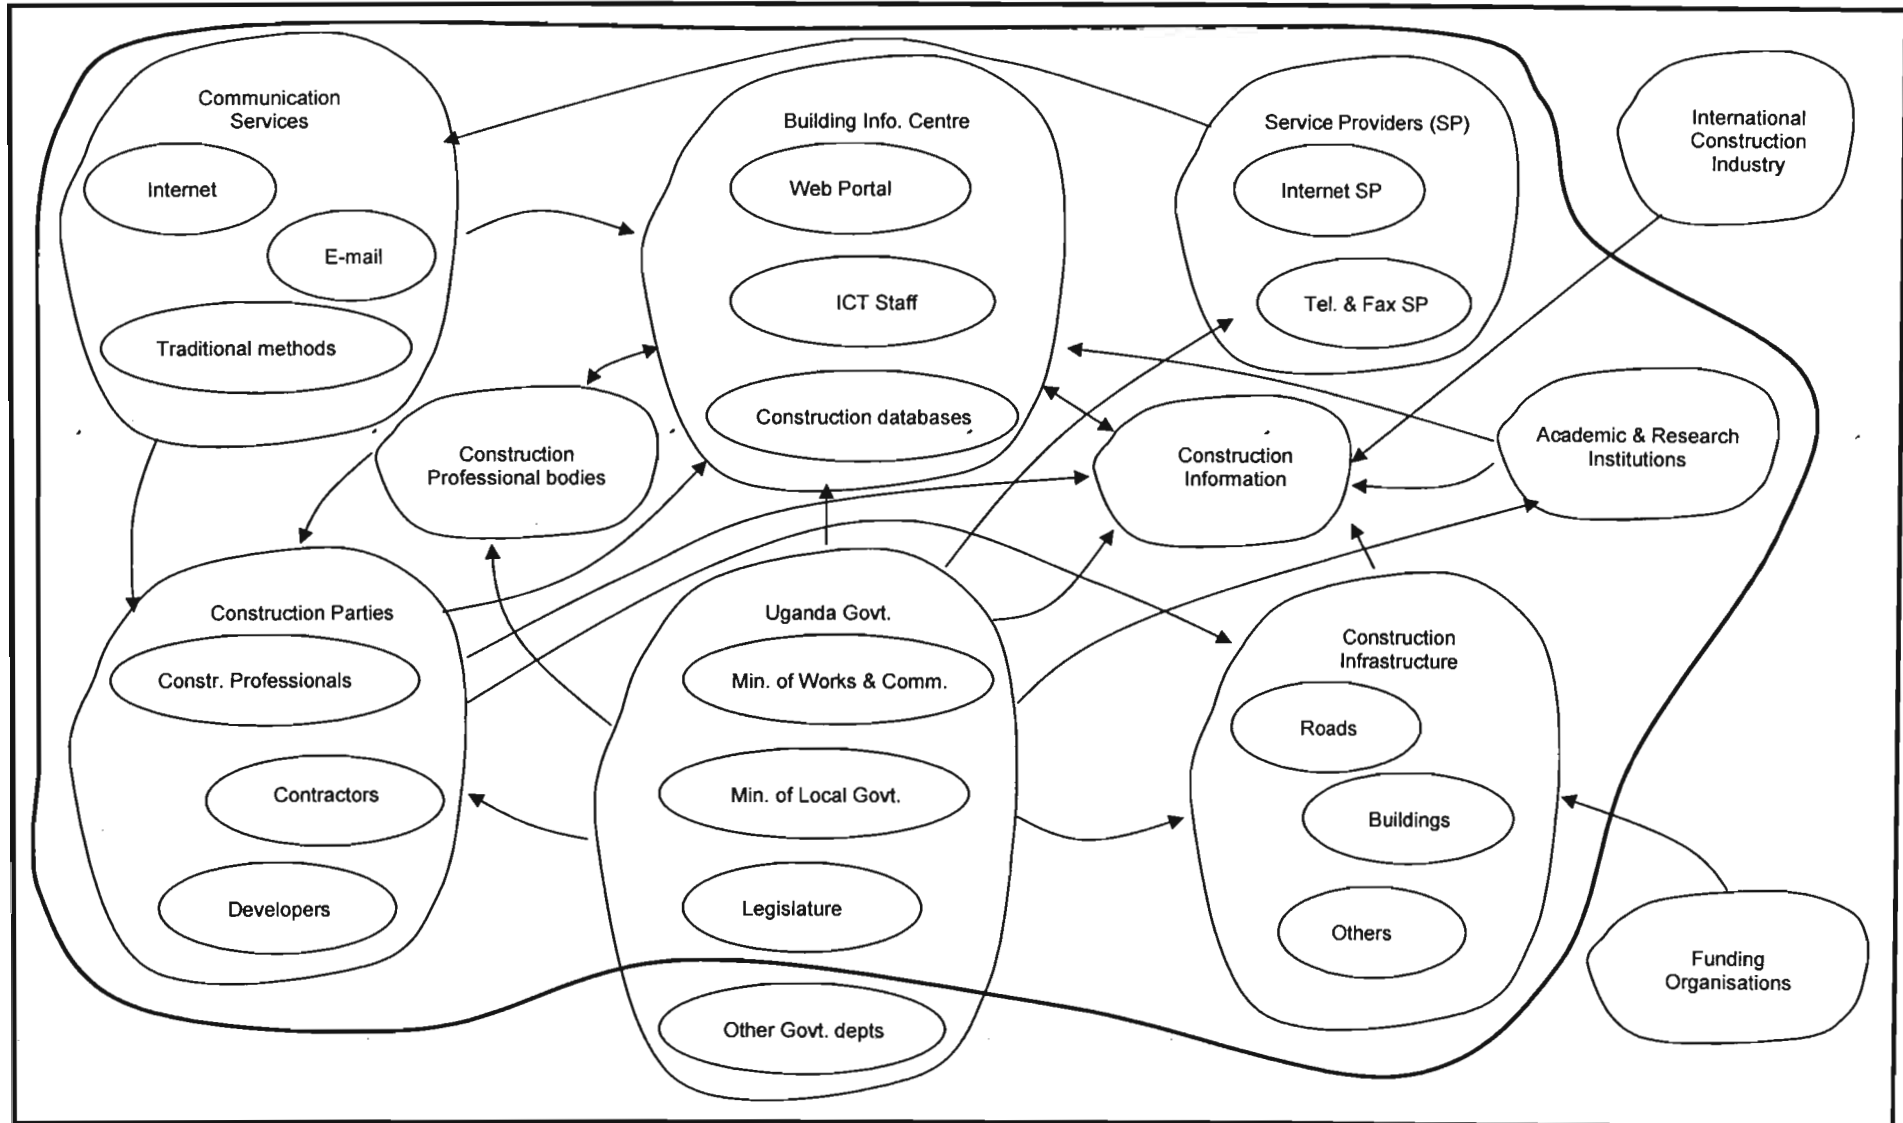 Communication
Services
Internet
E-mail
Traditional methods
Building Info. Centre
Web Portal
ICT Staff
Construction databases
Service Providers (SP)
Internet SP
Tel. & Fax SP
International
Construction
Industry
Construction
Professional bodies
Construction
Information
Academic & Research
Institutions
Construction Parties
Constr. Professionals
Contractors
Developers
Uganda Govt.
Min. of Works & Comm.
Min. of Local Govt.
Legislature
Other Govt. depts
Construction
Infrastructure
Roads
Buildings
Others
Funding
Organisations